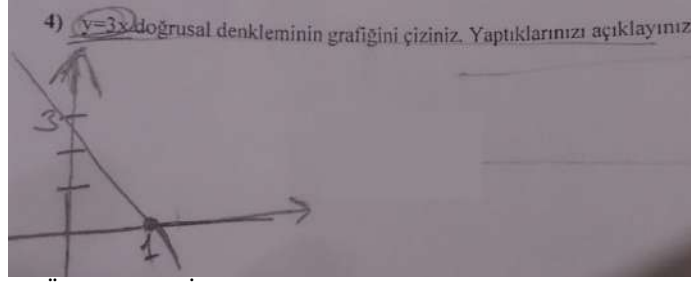 4) y=3x doğrusal denkleminin grafiğini çiziniz. Yaptıklarınızı açıklayınız
3
1